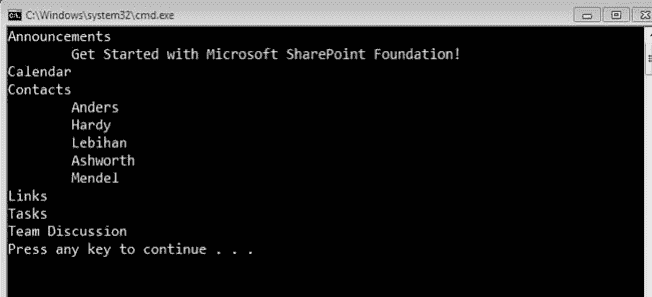 C:\Windows\system32\cmd.exe
Announcements
Get Started with Microsoft SharePoint Foundation!
Calendar
Contacts
Anders
Hardy
Lebihan
Ashworth
Mendel
Links
Tasks
Team Discussion
Press any key to continue . . .